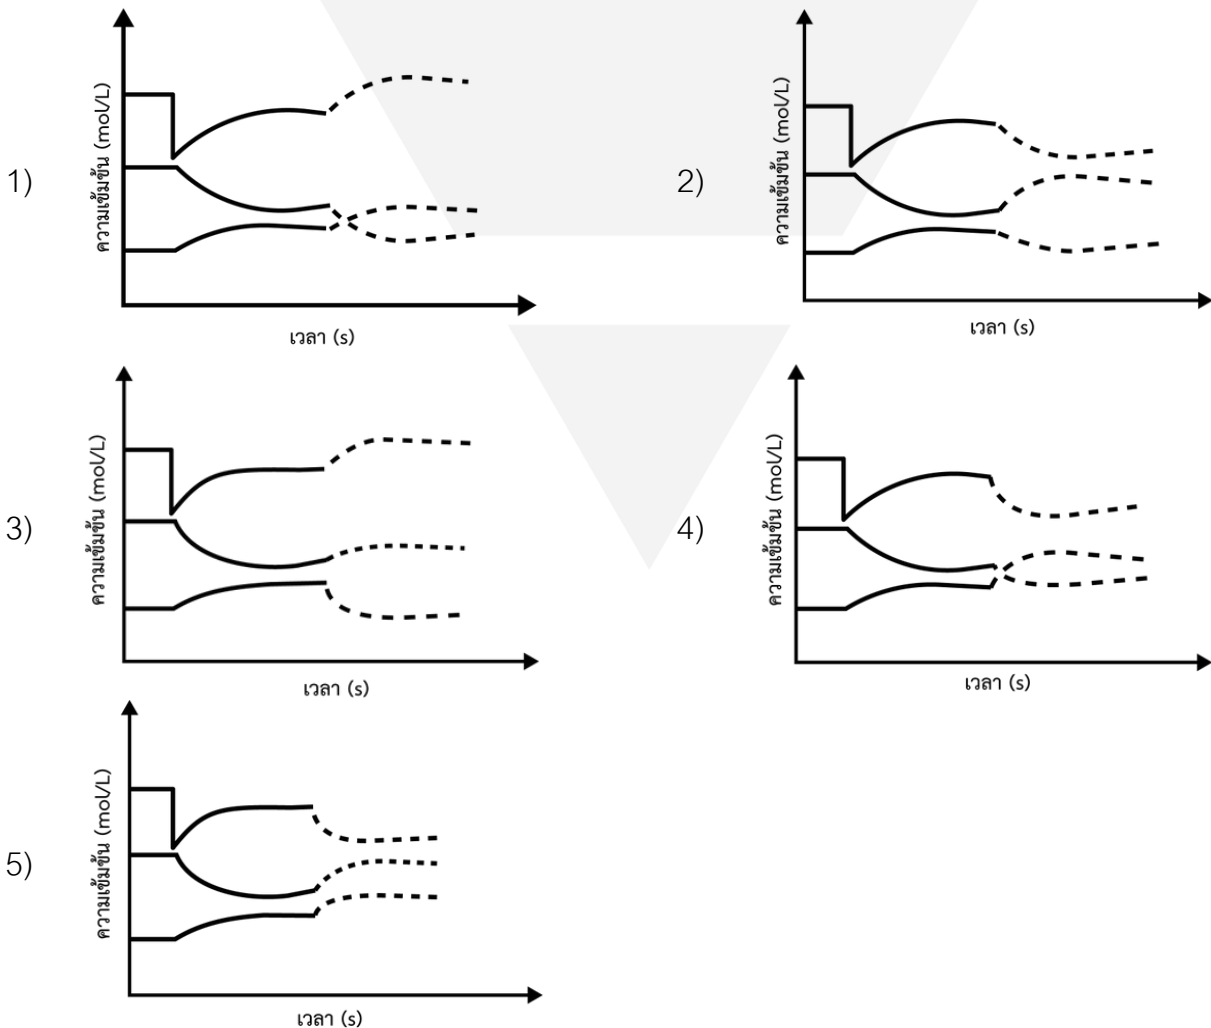 1)
ความเข้มข้น (mol/L)
เวลา (s)
2)
ความเข้มข้น (mol/L)
เวลา (s)
3)
ความเข้มข้น (mol/L)
เวลา (s)
4)
ความเข้มข้น (mol/L)
เวลา (s)
5)
ความเข้มข้น (mol/L)
เวลา (s)